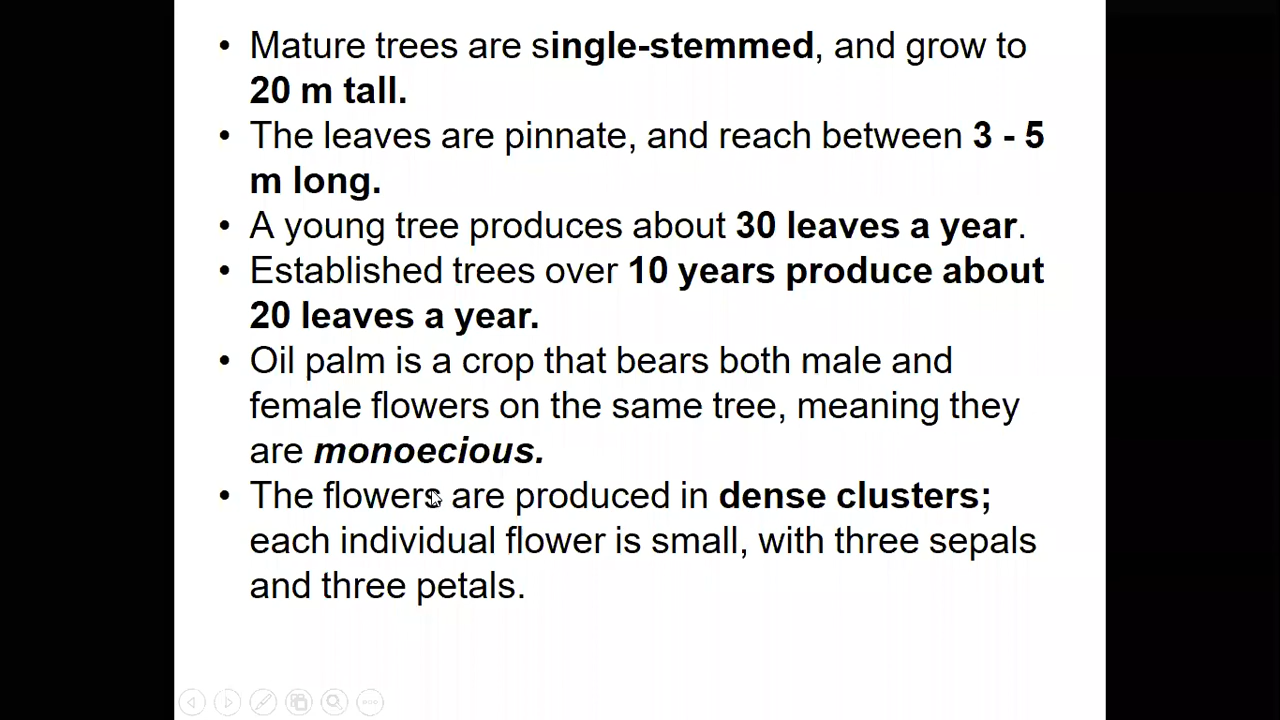 • Mature trees are single-stemmed, and grow to
20 m tall.
• The leaves are pinnate, and reach between 3 - 5
m long.
• A young tree produces about 30 leaves a year.
• Established trees over 10 years produce about
20 leaves a year.
• Oil palm is a crop that bears both male and
female flowers on the same tree, meaning they
are monoecious.
• The flowers are produced in dense clusters;
each individual flower is small, with three sepals
and three petals.